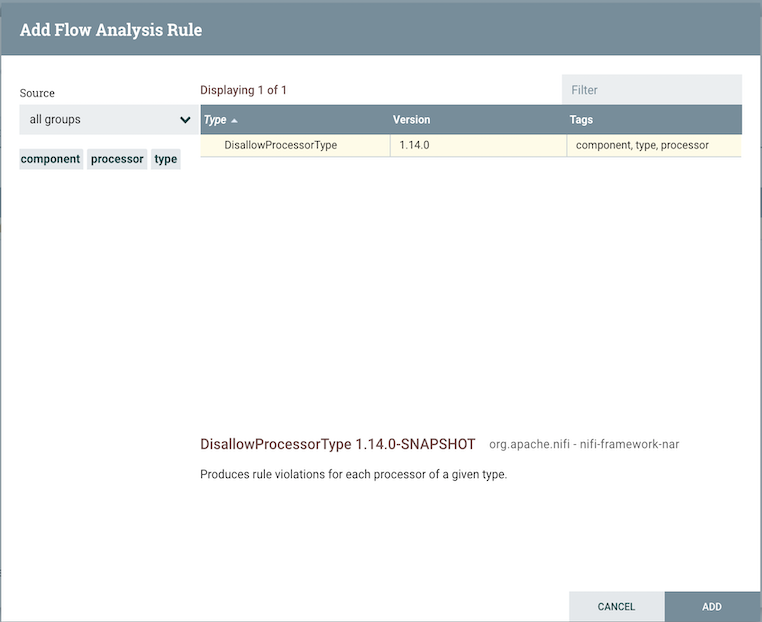 Add Flow Analysis Rule
Source
all groups
component processor type
Displaying 1 of 1
Filter
Type Version Tags
DisallowProcessorType 1.14.0 component, type, processor
DisallowProcessorType 1.14.0-SNAPSHOT org.apache.nifi - nifi-framework-nar
Produces rule violations for each processor of a given type.
CANCEL ADD